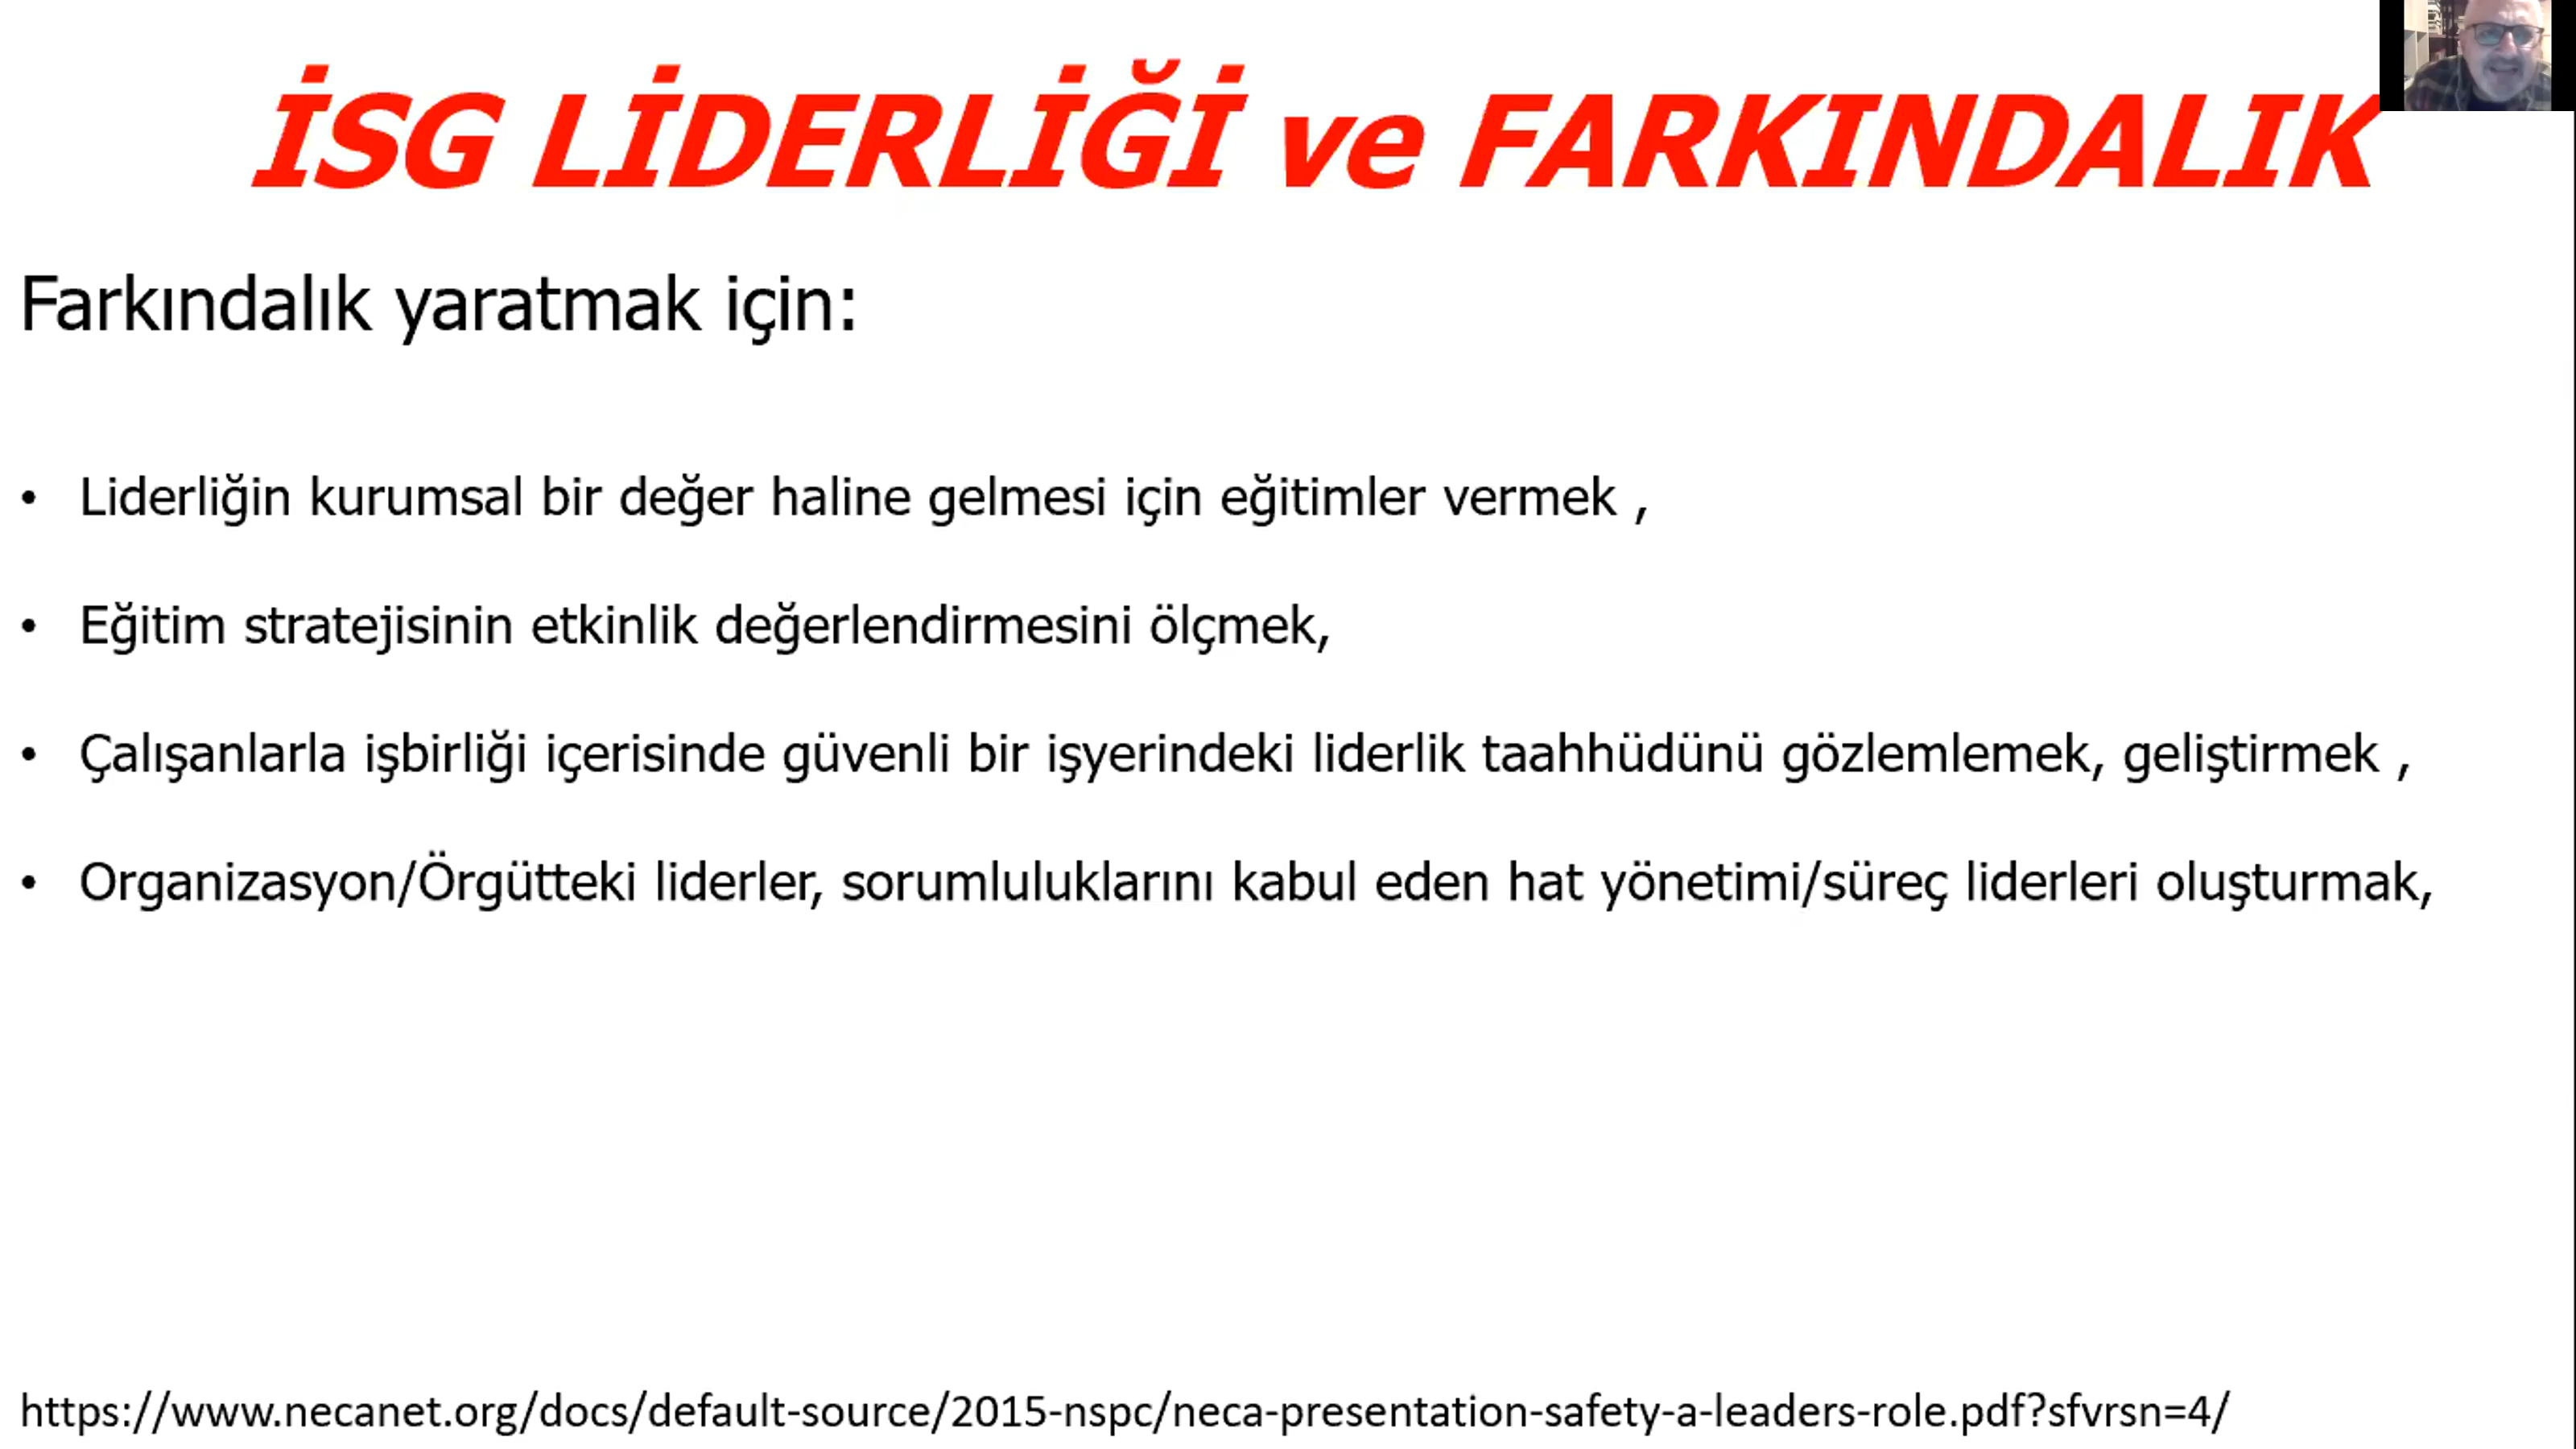 İSG LİDERLİĞİ ve FARKINDALIK
Farkındalık yaratmak için:
• Liderliğin kurumsal bir değer haline gelmesi için eğitimler vermek ,
• Eğitim stratejisinin etkinlik değerlendirmesini ölçmek,
• Çalışanlarla işbirliği içerisinde güvenli bir işyerindeki liderlik taahhüdünü gözlemlemek, geliştirmek ,
• Organizasyon/Örgütteki liderler, sorumluluklarını kabul eden hat yönetimi/süreç liderleri oluşturmak,
https://www.necanet.org/docs/default-source/2015-nspc/neca-presentation-safety-a-leaders-role.pdf?sfvrsn=4/